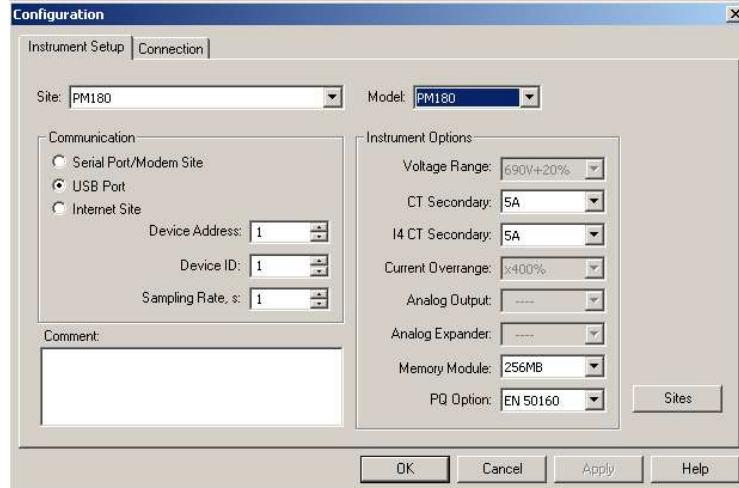 Configuration
Instrument Setup
Connection
Site: PM180
Model: PM180
Communication
Serial Port/Modem Site
USB Port
Internet Site
Device Address: 1
Device ID: 1
Sampling Rate, s: 1
Comment:
Instrument Options
Voltage Range: 690V+20%
CT Secondary: 5A
I4 CT Secondary: 5A
Current Overrange: x400%
Analog Output: ----
Analog Expander: ----
Memory Module: 256MB
PQ Option: EN 50160
Sites
OK
Cancel
Apply
Help